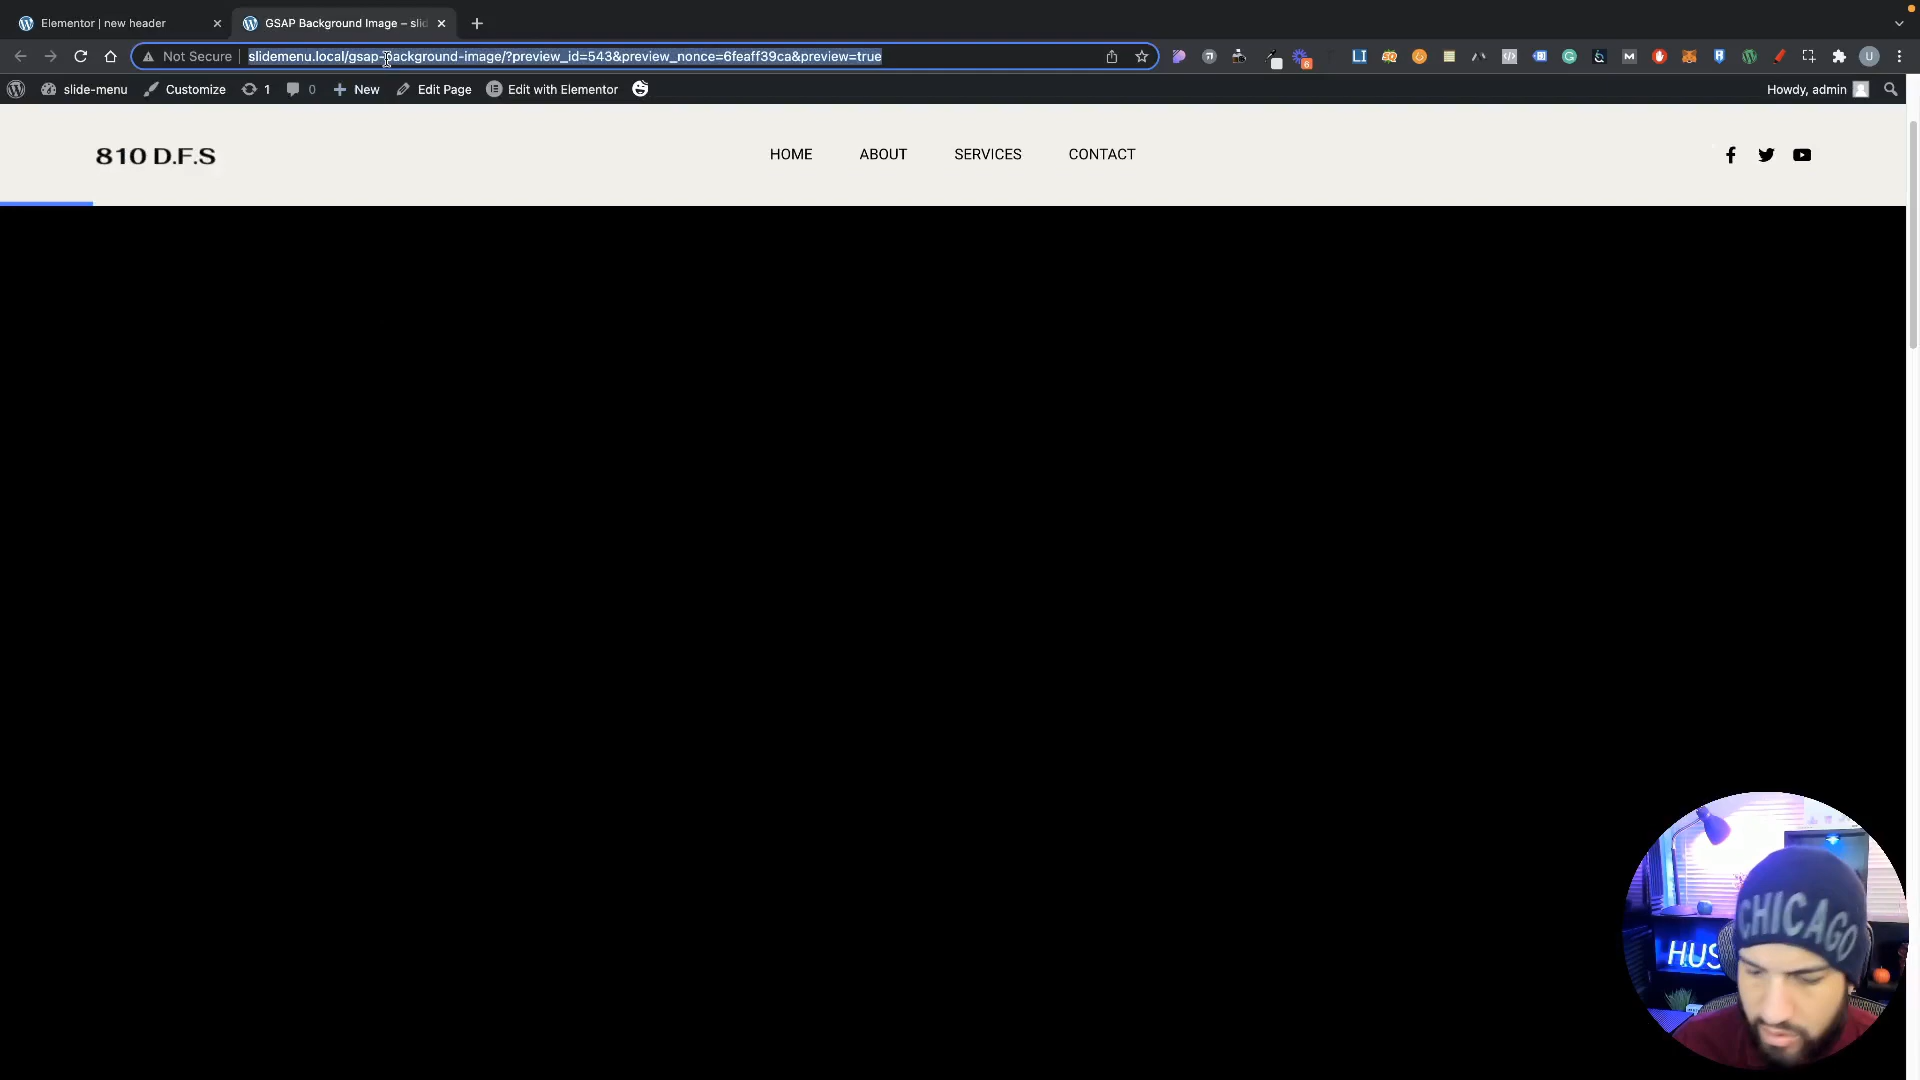 Elementor | new header
GSAP Background Image – slid
Not Secure
slidemenu.local/gsap-background-image/?preview_id=543&preview_nonce=6feaff39ca&preview=true
6
U
slide-menu
Customize
1
0
New
Edit Page
Edit with Elementor
Howdy, admin
810 D.F.S
HOME
ABOUT
SERVICES
CONTACT
CHICAGO
HUS